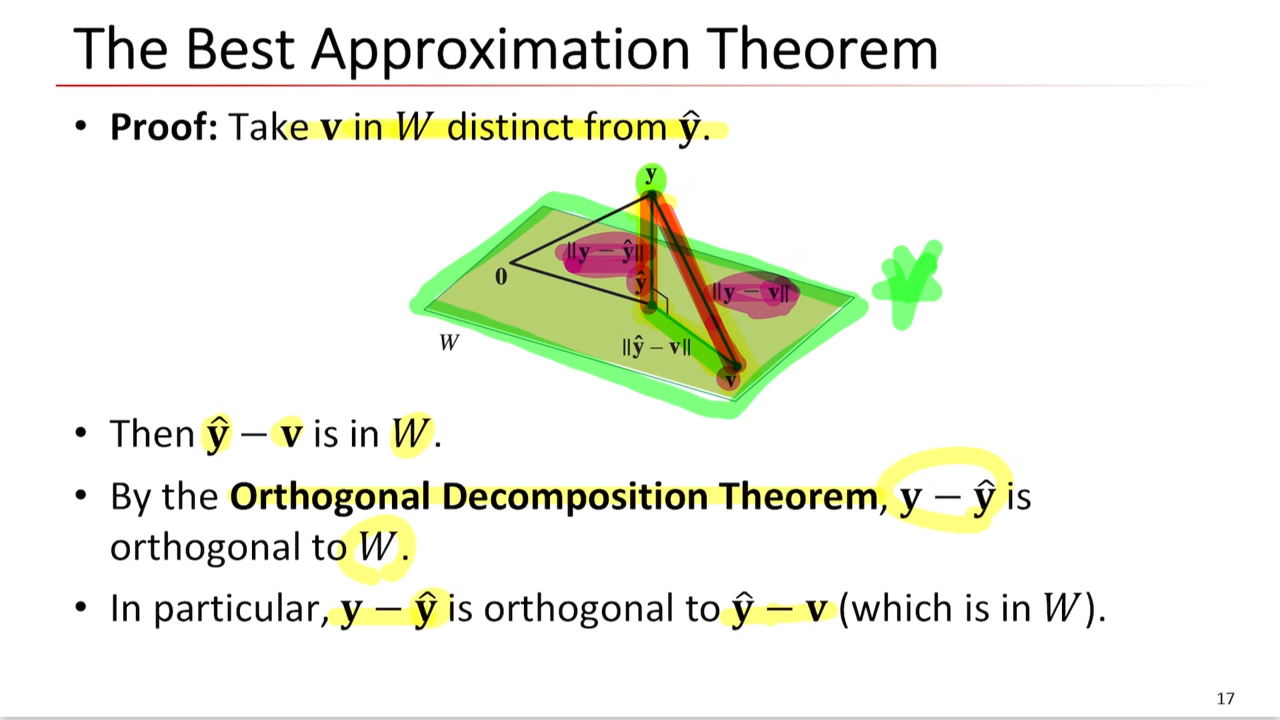 The Best Approximation Theorem
• Proof: Take v in W distinct from ŷ.
y
‖y − ŷ‖
ŷ
0
‖y − v‖
W
‖ŷ − v‖
v
• Then ŷ − v is in W.
• By the Orthogonal Decomposition Theorem, y − ŷ is
orthogonal to W.
• In particular, y − ŷ is orthogonal to ŷ − v (which is in W).
17